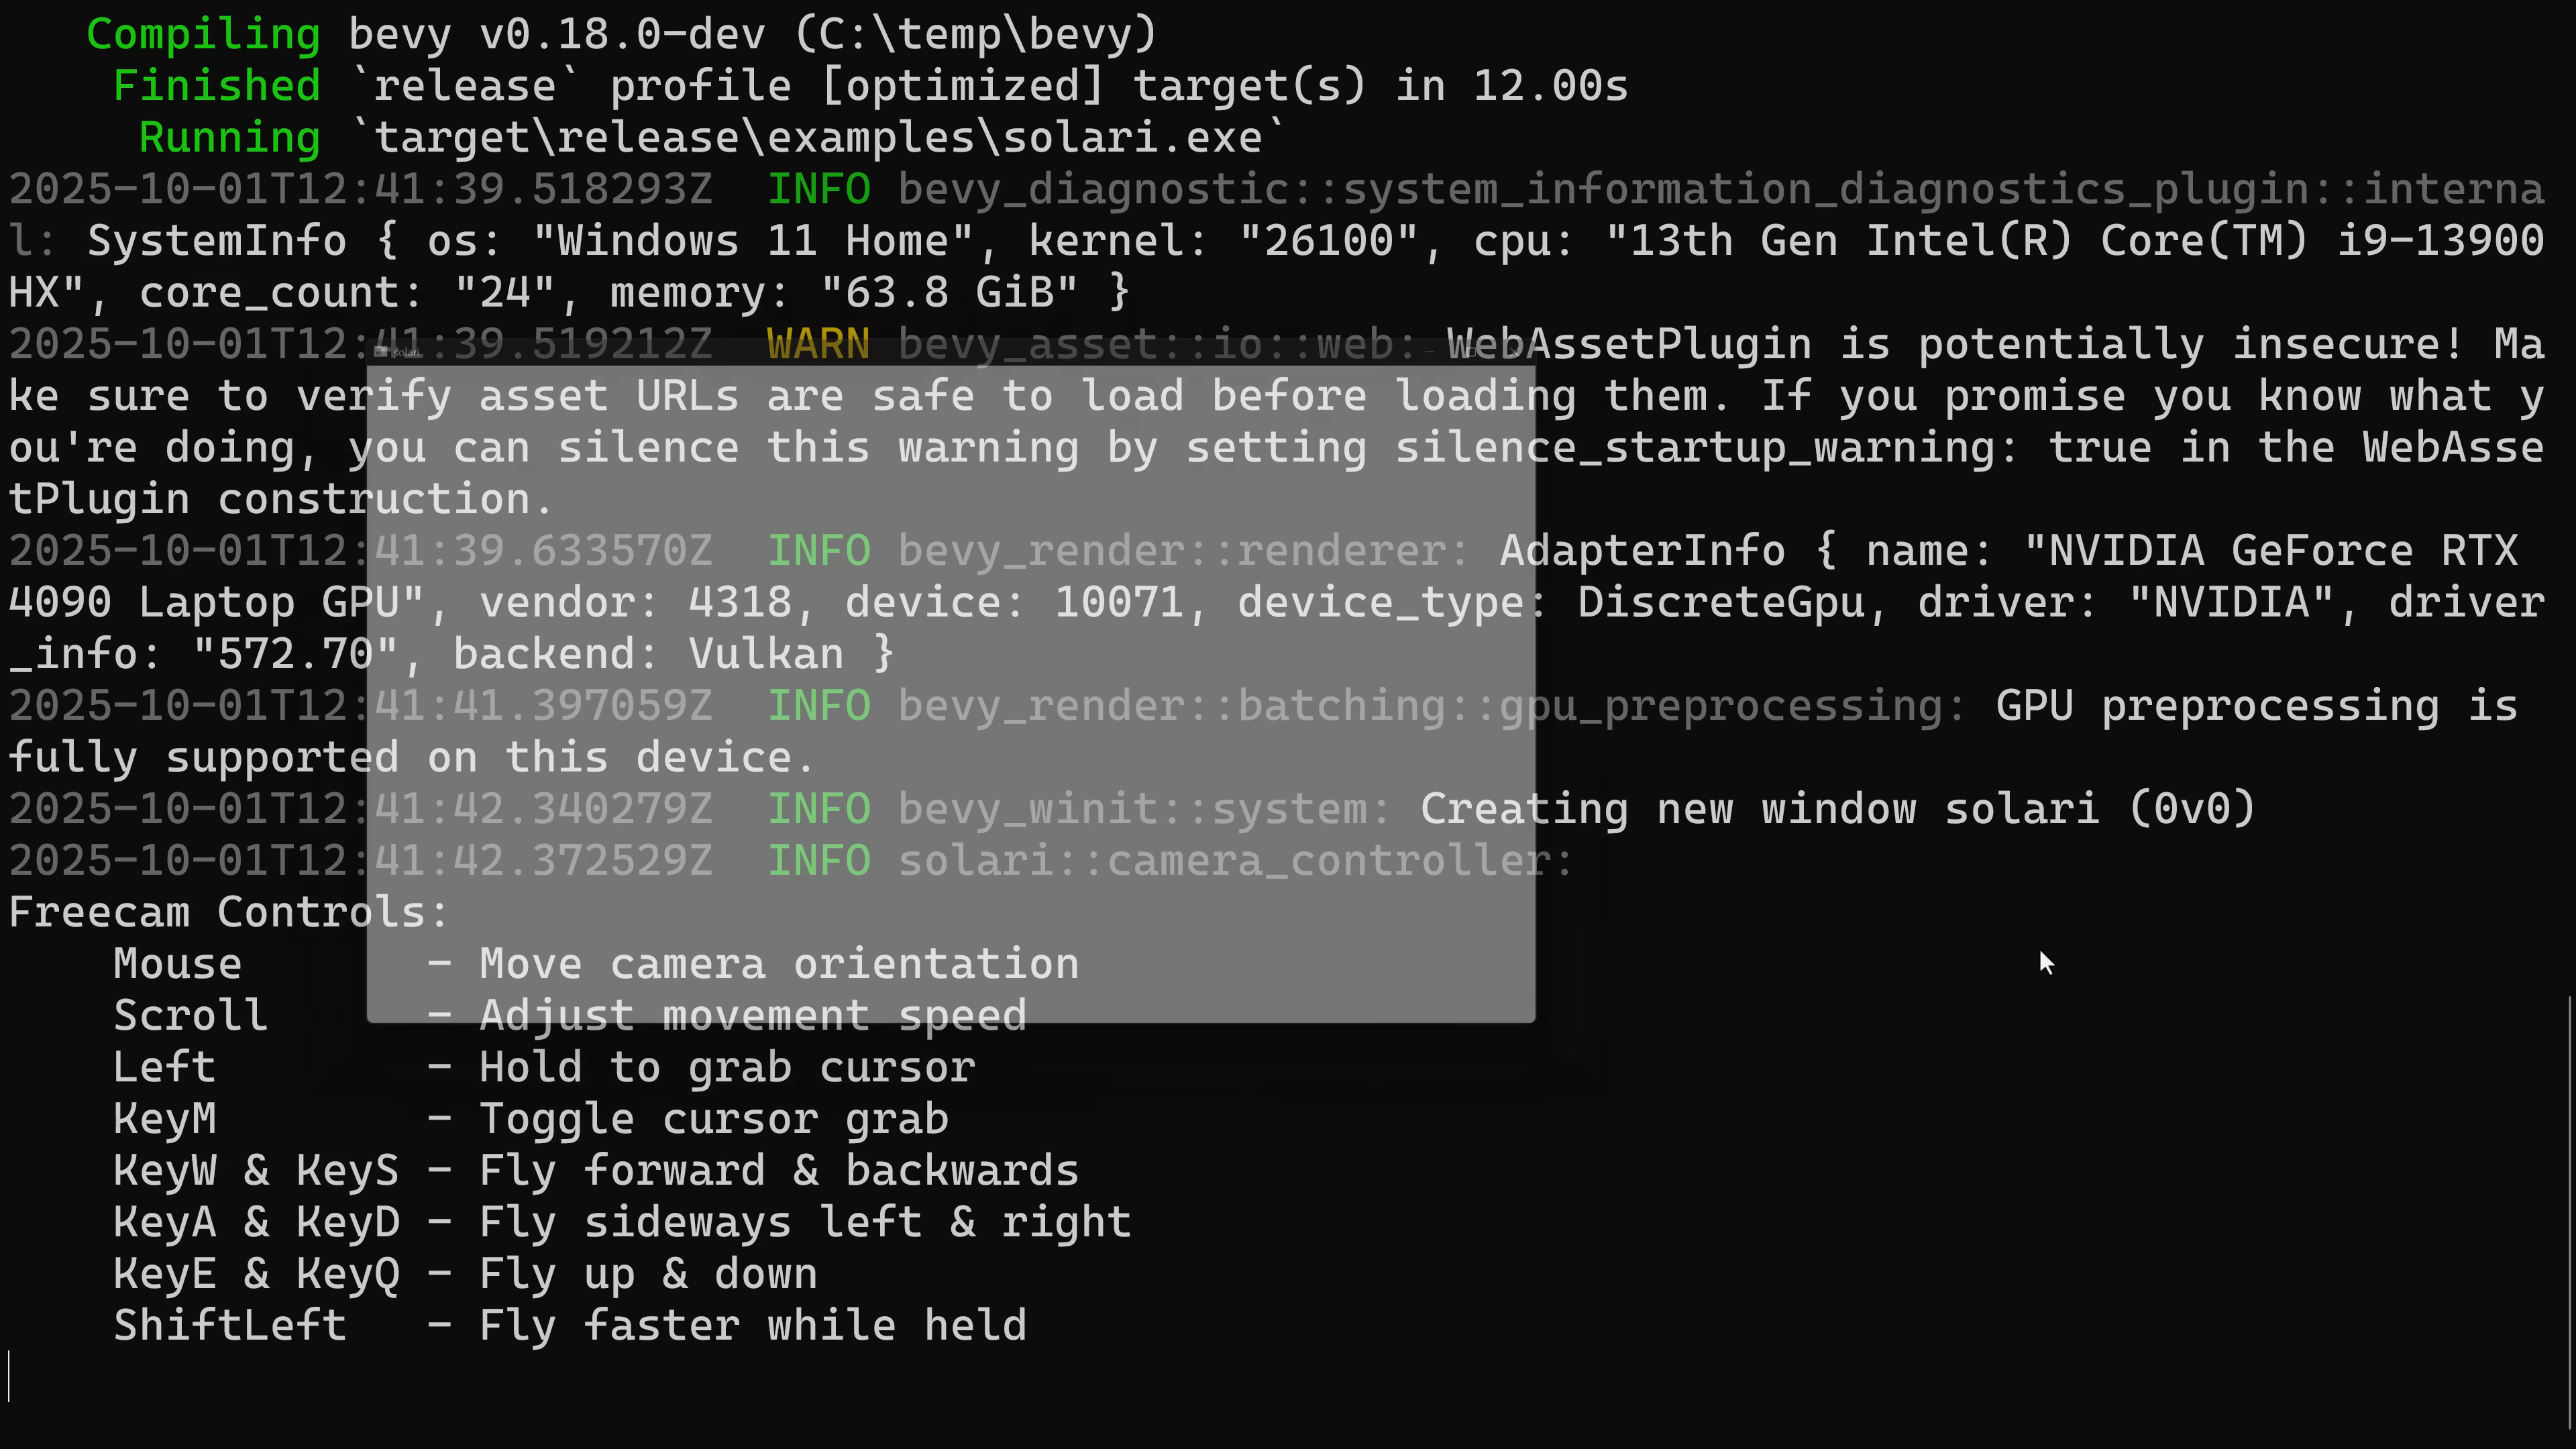 Compiling bevy v0.18.0-dev (C:\temp\bevy)
Finished `release` profile [optimized] target(s) in 12.00s
Running `target\release\examples\solari.exe`
2025-10-01T12:41:39.518293Z  INFO bevy_diagnostic::system_information_diagnostics_plugin::interna
l: SystemInfo { os: "Windows 11 Home", kernel: "26100", cpu: "13th Gen Intel(R) Core(TM) i9-13900
HX", core_count: "24", memory: "63.8 GiB" }
2025-10-01T12:41:39.519212Z  WARN bevy_asset::io::web: WebAssetPlugin is potentially insecure! Ma
solari
ke sure to verify asset URLs are safe to load before loading them. If you promise you know what y
ou're doing, you can silence this warning by setting silence_startup_warning: true in the WebAsse
tPlugin construction.
2025-10-01T12:41:39.633570Z  INFO bevy_render::renderer: AdapterInfo { name: "NVIDIA GeForce RTX
4090 Laptop GPU", vendor: 4318, device: 10071, device_type: DiscreteGpu, driver: "NVIDIA", driver
_info: "572.70", backend: Vulkan }
2025-10-01T12:41:41.397059Z  INFO bevy_render::batching::gpu_preprocessing: GPU preprocessing is
fully supported on this device.
2025-10-01T12:41:42.340279Z  INFO bevy_winit::system: Creating new window solari (0v0)
2025-10-01T12:41:42.372529Z  INFO solari::camera_controller:
Freecam Controls:
Mouse - Move camera orientation
Scroll - Adjust movement speed
Left - Hold to grab cursor
KeyM - Toggle cursor grab
KeyW & KeyS - Fly forward & backwards
KeyA & KeyD - Fly sideways left & right
KeyE & KeyQ - Fly up & down
ShiftLeft - Fly faster while held